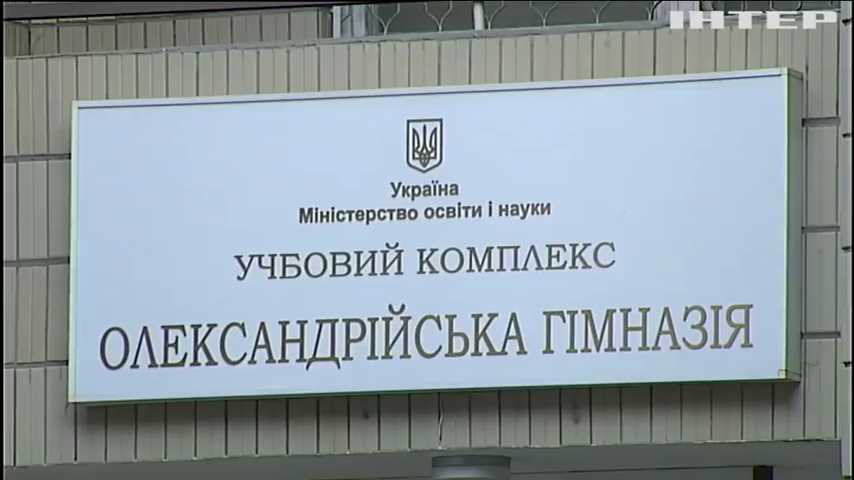 ІНТЕР
Україна
Міністерство освіти і науки
УЧБОВИЙ КОМПЛЕКС
ОЛЕКСАНДРІЙСЬКА ГІМНАЗІЯ